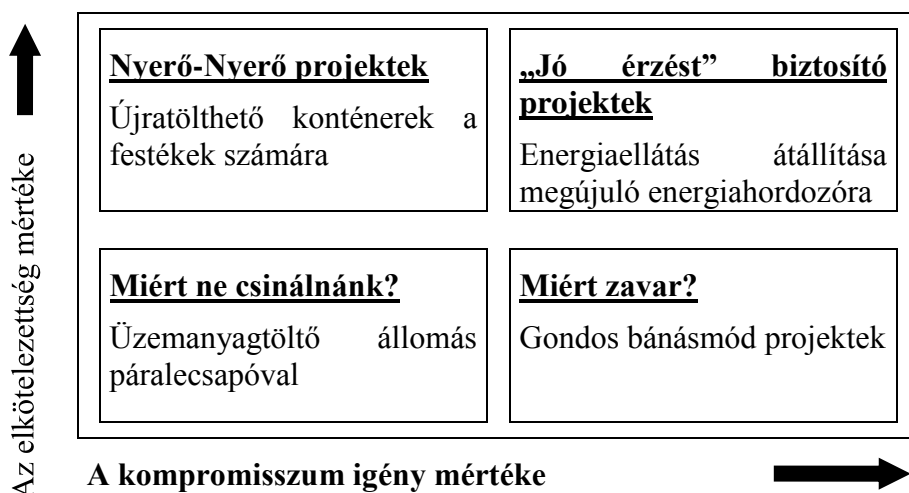 Nyerő-Nyerő projektek
Újratölthető konténerek a
festékek számára
„Jó érzést” biztosító
projektek
Energiaellátás átállítása
megújuló energiahordozóra
Miért ne csinálnánk?
Üzemanyagtöltő állomás
páralecsapóval
Miért zavar?
Gondos bánásmód projektek
Az elkötelezettség mértéke
A kompromisszum igény mértéke